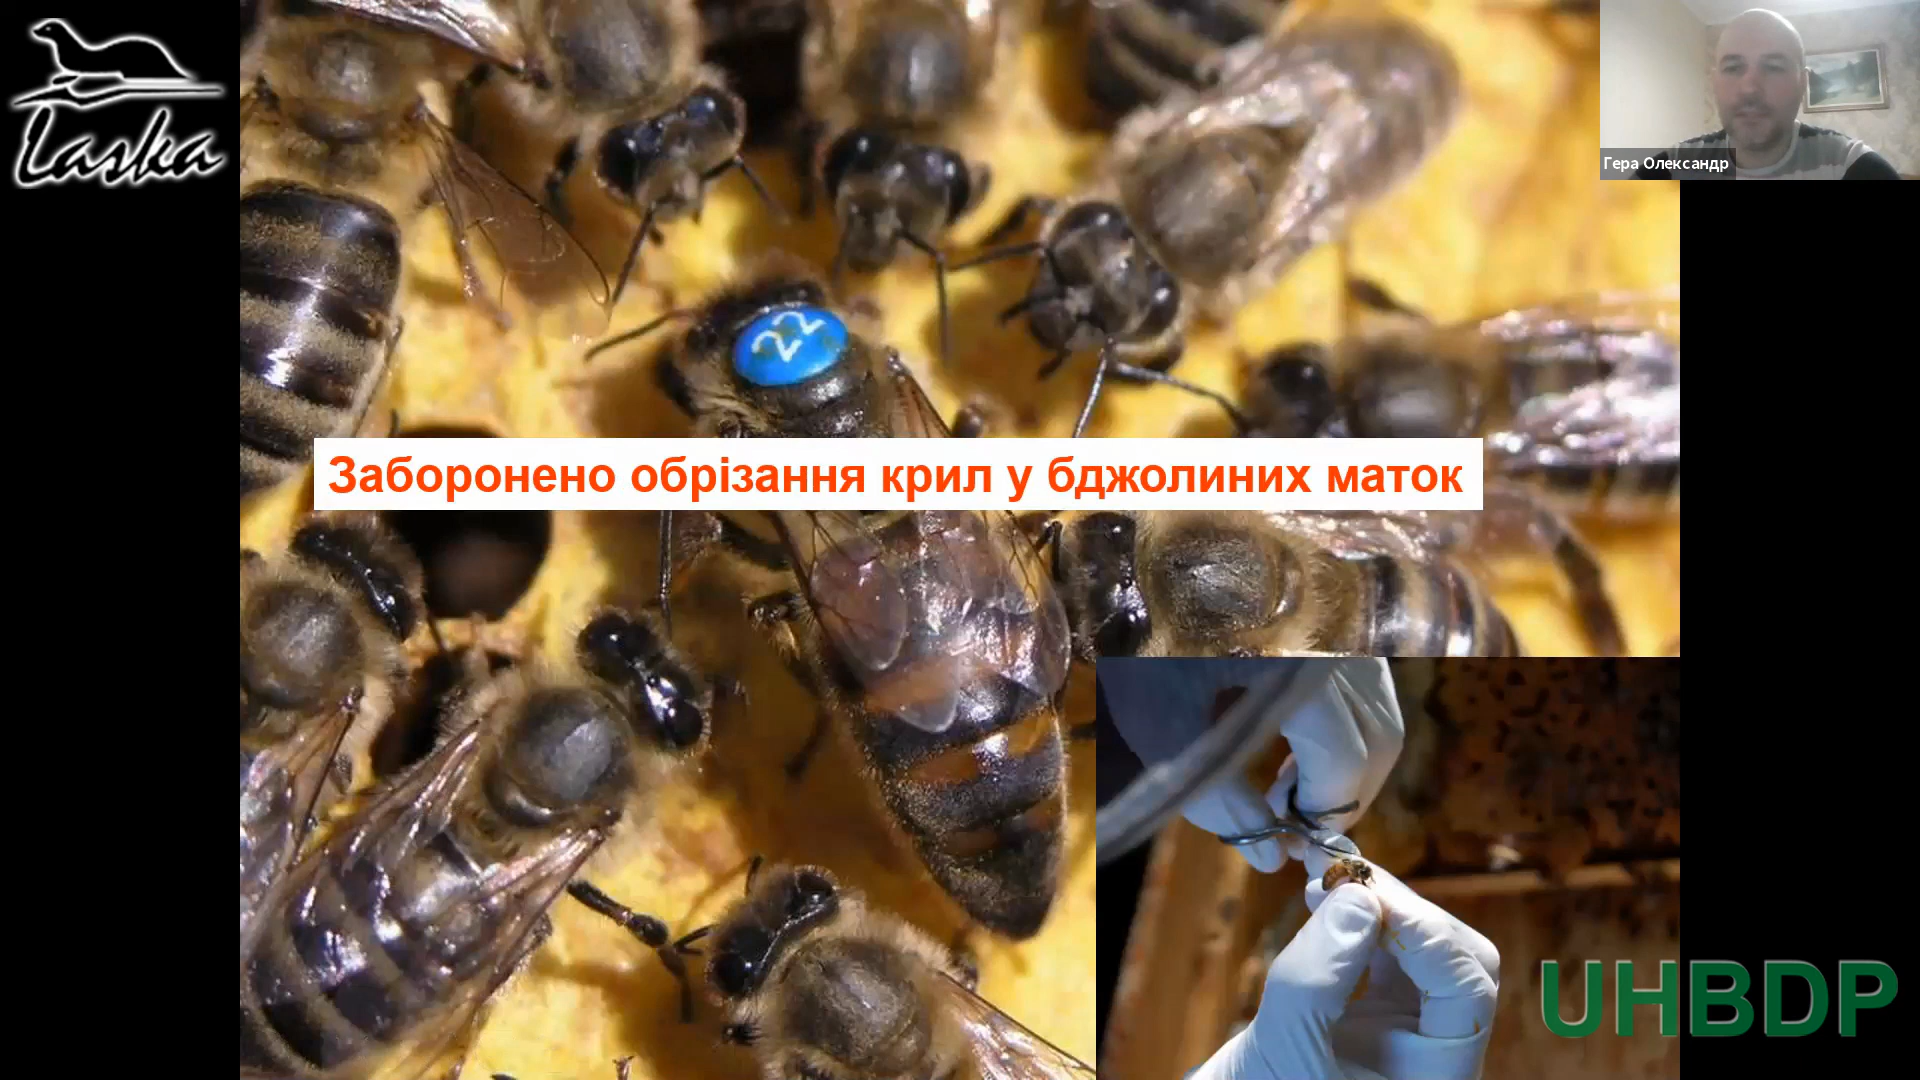 Laska
Гера Олександр
22
Заборонено обрізання крил у бджолиних маток
UHBDP